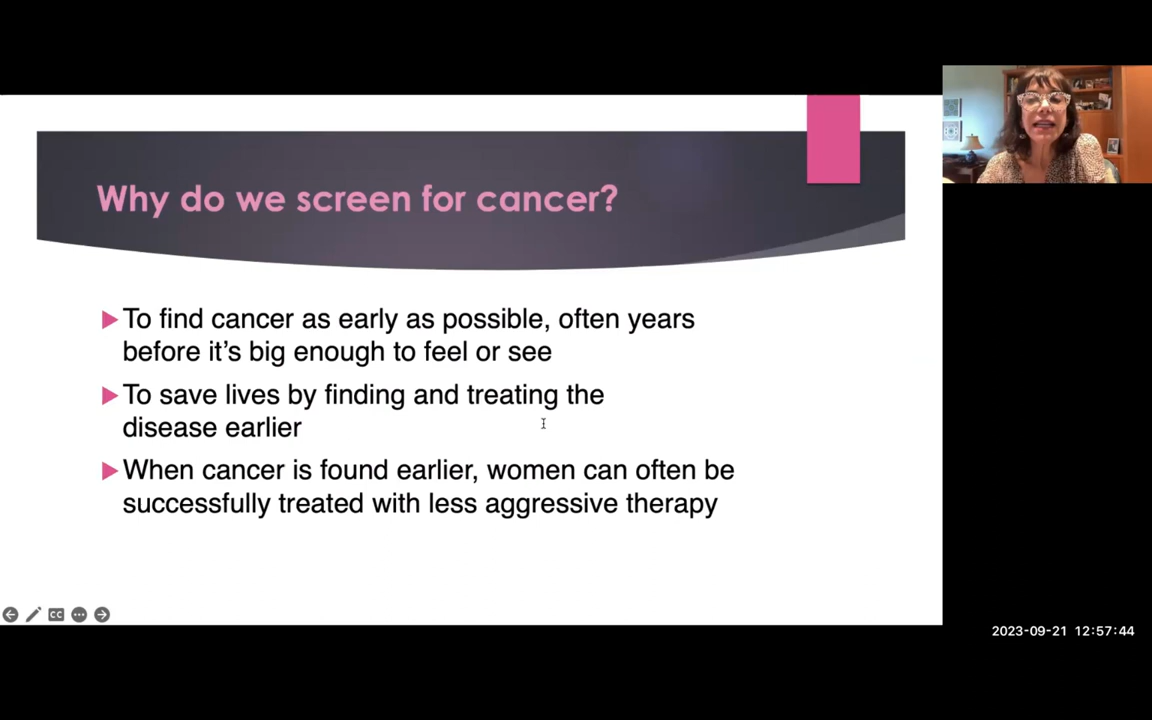 Why do we screen for cancer?
To find cancer as early as possible, often years
before it's big enough to feel or see
To save lives by finding and treating the
disease earlier
When cancer is found earlier, women can often be
successfully treated with less aggressive therapy
CC
2023-09-21 12:57:44